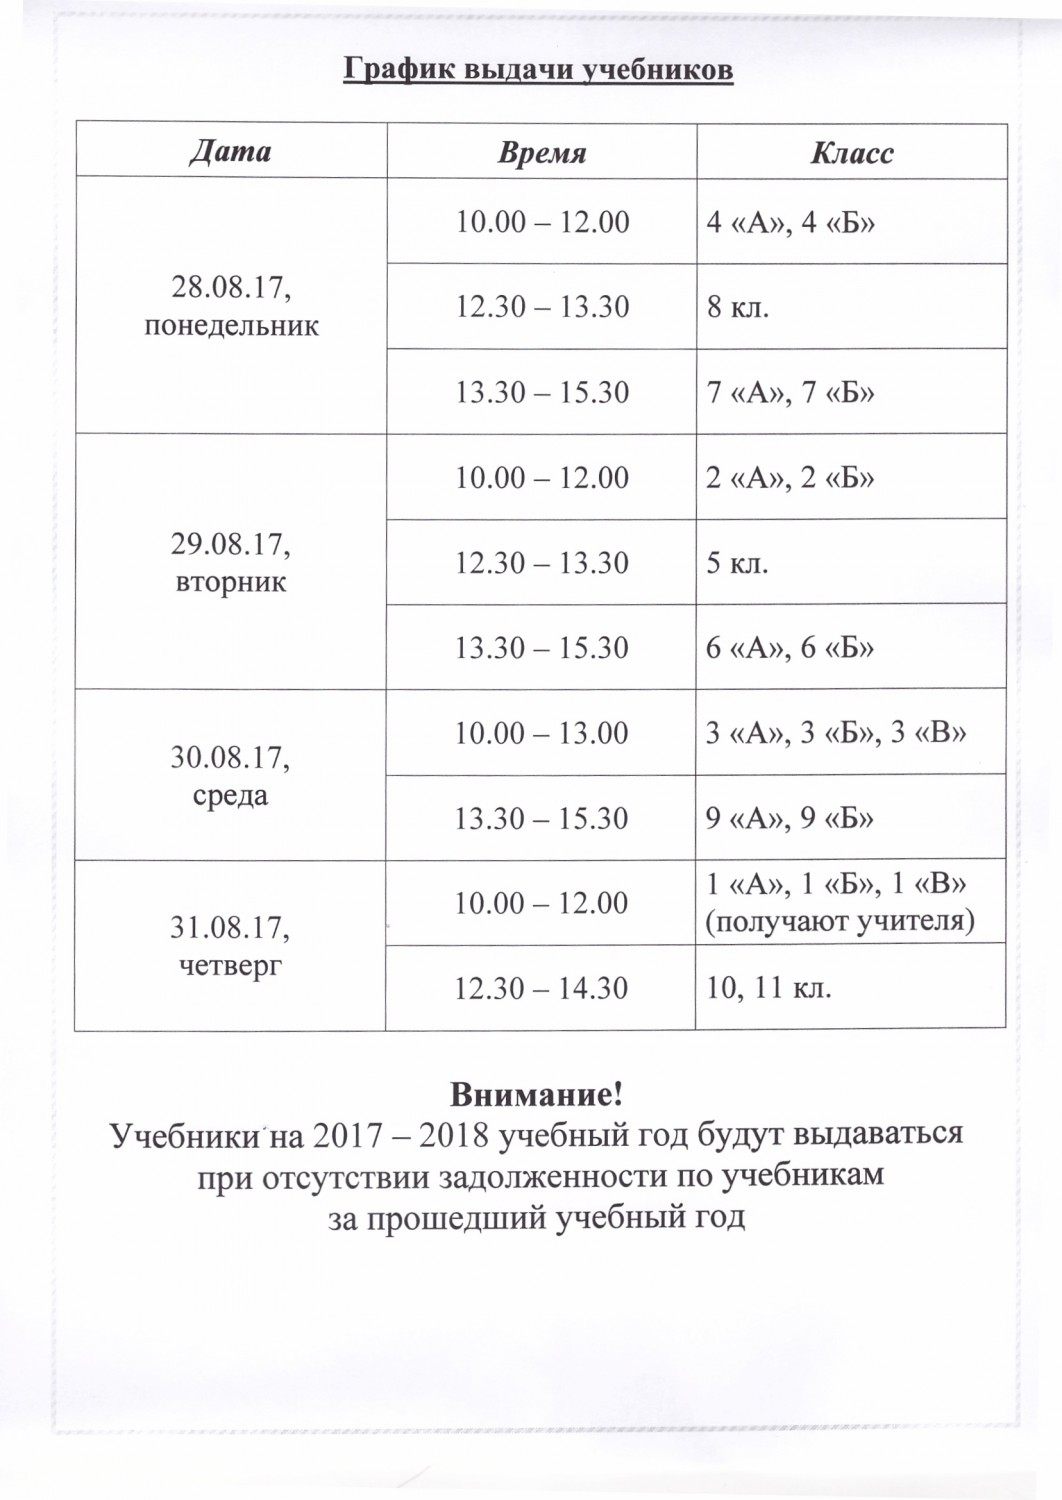 График выдачи учебников
Дата Время Класс
28.08.17,
понедельник
10.00 – 12.00 4 «А», 4 «Б»
12.30 – 13.30 8 кл.
13.30 – 15.30 7 «А», 7 «Б»
29.08.17,
вторник
10.00 – 12.00 2 «А», 2 «Б»
12.30 – 13.30 5 кл.
13.30 – 15.30 6 «А», 6 «Б»
30.08.17,
среда
10.00 – 13.00 3 «А», 3 «Б», 3 «В»
13.30 – 15.30 9 «А», 9 «Б»
31.08.17,
четверг
10.00 – 12.00 1 «А», 1 «Б», 1 «В»
(получают учителя)
12.30 – 14.30 10, 11 кл.
Внимание!
Учебники на 2017 – 2018 учебный год будут выдаваться
при отсутствии задолженности по учебникам
за прошедший учебный год